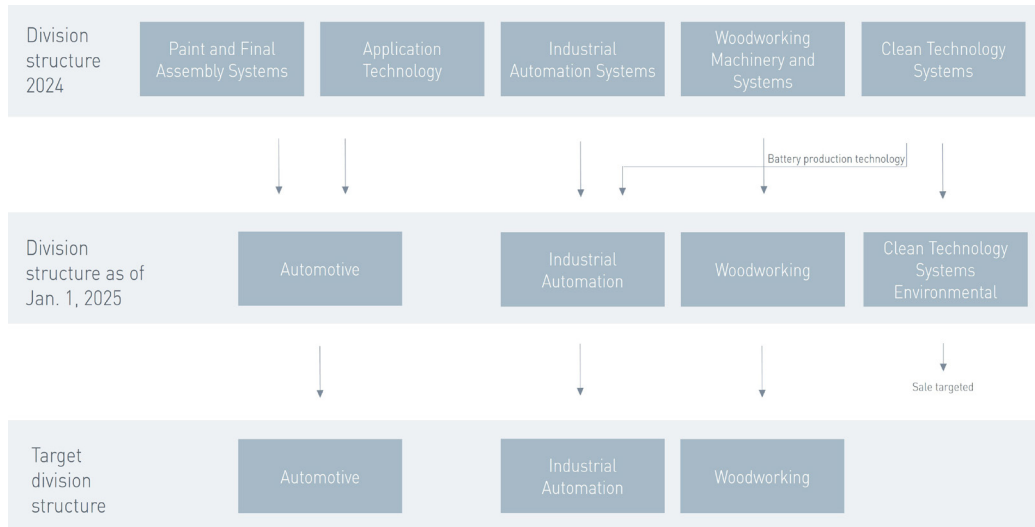 Division
structure
2024
Paint and Final
Assembly Systems
Application
Technology
Industrial
Automation Systems
Woodworking
Machinery and
Systems
Clean Technology
Systems
Battery production technology
Division
structure as of
Jan. 1, 2025
Automotive
Industrial
Automation
Woodworking
Clean Technology
Systems
Environmental
Sale targeted
Target
division
structure
Automotive
Industrial
Automation
Woodworking